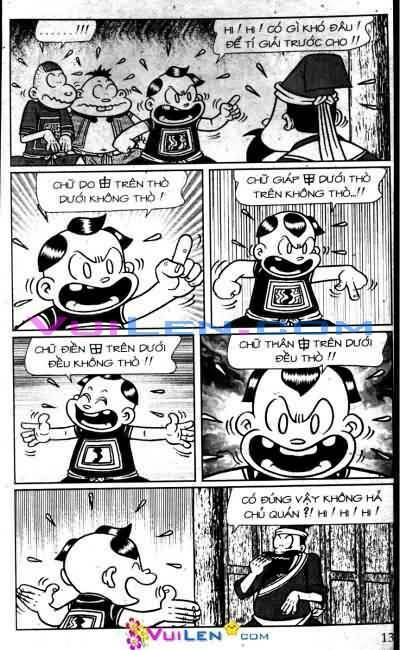 .......!!!
HI! HI! CÓ GÌ KHÓ ĐÂU!
ĐỂ TÍ GIẢI TRƯỚC
CHO!!
CHỮ DO 由 TRÊN THÒ
DƯỚI KHÔNG THÒ!
CHỮ GIÁP 甲 DƯỚI THÒ
TRÊN KHÔNG THÒ..!!
VUILEN.COM
CHỮ ĐIỀN 田 TRÊN DƯỚI
ĐỀU KHÔNG THÒ!!
CHỮ THÂN 申 TRÊN DƯỚI
ĐỀU THÒ!!
CÓ ĐÚNG VẬY KHÔNG HẢ
CHỦ QUÁN?! HI! HI! HI!
VUILEN.COM
13